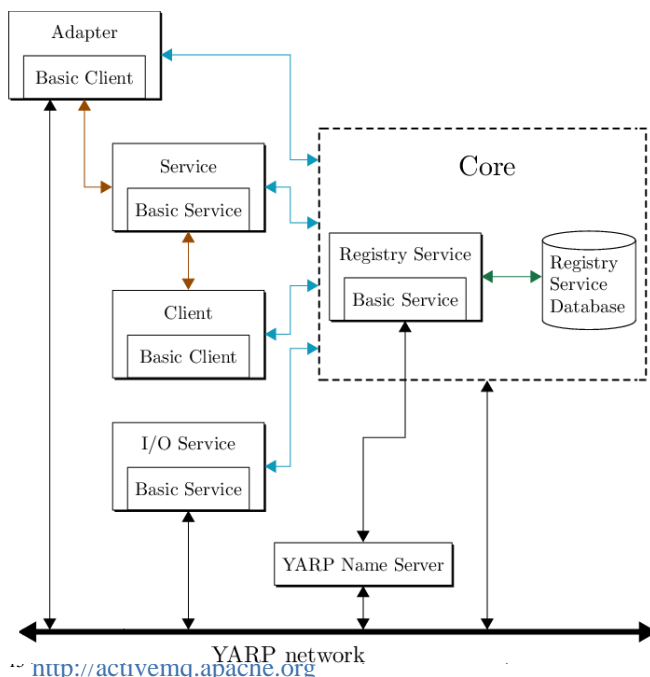 Adapter
Basic Client
Service
Basic Service
Client
Basic Client
I/O Service
Basic Service
Core
Registry Service
Basic Service
Registry
Service
Database
YARP Name Server
YARP network
http://activemq.apache.org